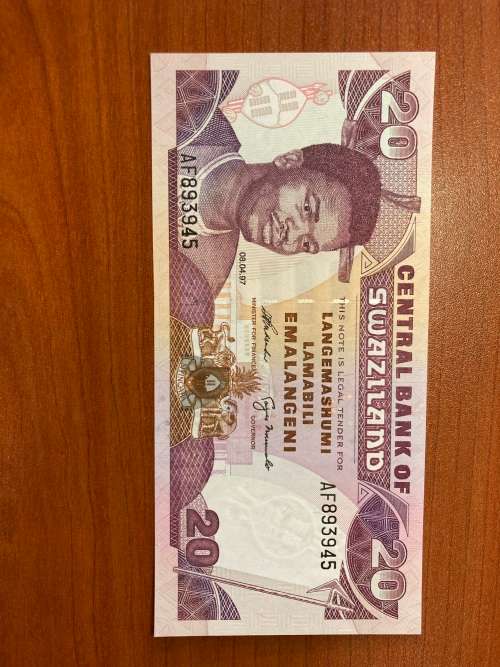 20
CENTRAL BANK OF
SWAZILAND
AF893945
THIS NOTE IS LEGAL TENDER FOR
LANGEMASHUMI
LAMABILI
EMALANGENI
08.04.97
MINISTER FOR FINANCE
GOVERNOR
AF893945
20
20